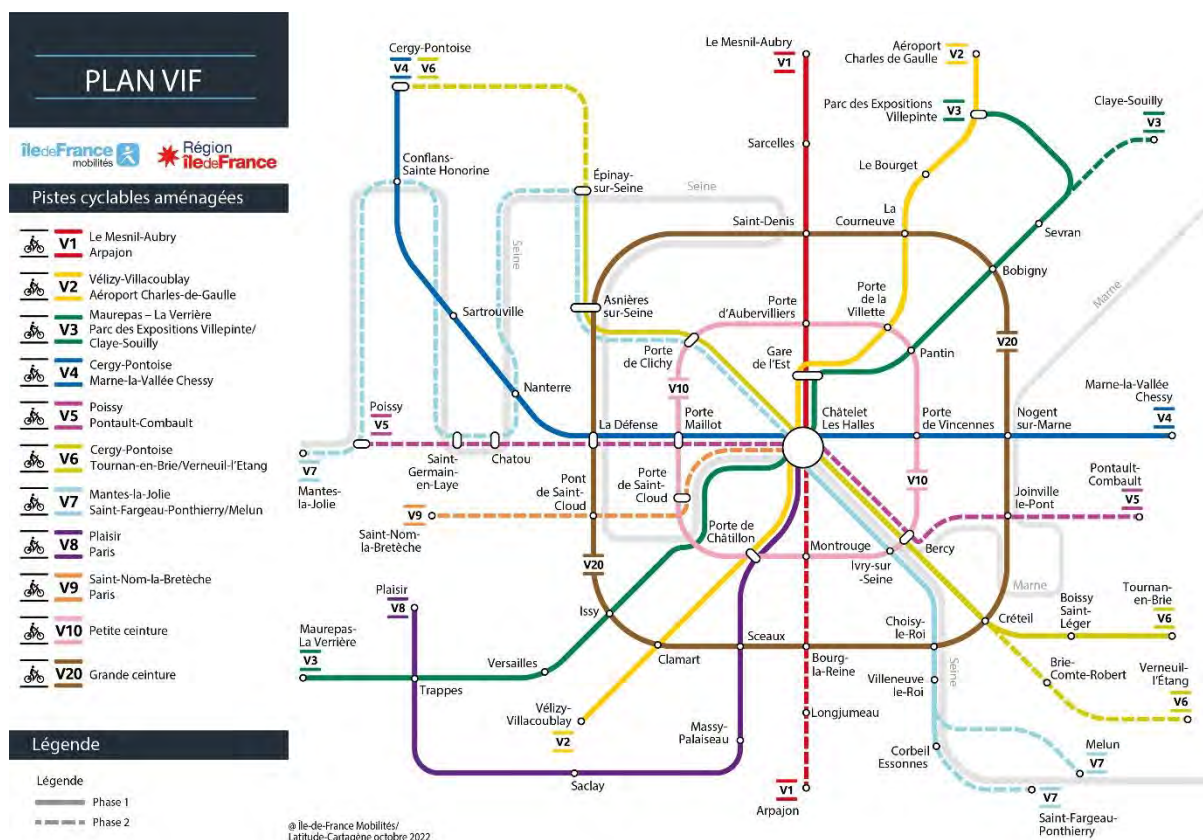 PLAN VIF
îledeFrance
mobilités
Région
îledeFrance
Pistes cyclables aménagées
V1
Le Mesnil-Aubry
Arpajon
V2
Vélizy-Villacoublay
Aéroport Charles-de-Gaulle
V3
Maurepas – La Verrière
Parc des Expositions Villepinte/
Claye-Souilly
V4
Cergy-Pontoise
Marne-la-Vallée Chessy
V5
Poissy
Pontault-Combault
V6
Cergy-Pontoise
Tournan-en-Brie/Verneuil-l'Etang
V7
Mantes-la-Jolie
Saint-Fargeau-Ponthierry/Melun
V8
Plaisir
Paris
V9
Saint-Nom-la-Bretèche
Paris
V10
Petite ceinture
V20
Grande ceinture
Légende
Légende
Phase 1
Phase 2
@ Île-de-France Mobilités/
Latitude-Cartagène octobre 2022
Cergy-Pontoise
V4
V6
Le Mesnil-Aubry
V1
Aéroport
Charles de Gaulle
V2
Parc des Expositions
Villepinte
V3
Claye-Souilly
V3
Sarcelles
Conflans-
Sainte Honorine
Épinay-
sur-Seine
Seine
Le Bourget
La
Courneuve
Saint-Denis
Sevran
Seine
Bobigny
Seine
Marne
Sartrouville
Asnières
sur-Seine
Porte
d'Aubervilliers
Porte
de la
Villette
V20
Porte
de Clichy
Gare
de l'Est
Pantin
Nanterre
V10
Marne-la-Vallée
Chessy
V4
Poissy
V5
La Défense
Porte
Maillot
Châtelet
Les Halles
Porte
de Vincennes
Nogent
sur-Marne
V7
Mantes-
la-Jolie
Saint-
Germain-
en-Laye
Chatou
Pont
de Saint-
Cloud
Porte
de Saint-
Cloud
V10
Pontault-
Combault
V5
Joinville
le-Pont
V9
Saint-Nom-
la-Bretèche
Porte de
Châtillon
Montrouge
Ivry-sur
-Seine
Bercy
V20
Marne
Plaisir
V8
Issy
Choisy-
le-Roi
Créteil
Boissy
Saint-
Léger
Tournan-
en-Brie
V6
Maurepas-
La Verrière
V3
Trappes
Versailles
Clamart
Sceaux
Bourg-
la-Reine
Seine
Villeneuve
le-Roi
Brie-
Comte-Robert
Verneuil-
l'Étang
V6
Vélizy-
Villacoublay
V2
Massy-
Palaiseau
Longjumeau
Corbeil
Essonnes
Melun
V7
Saclay
V1
Arpajon
V7
Saint-Fargeau-
Ponthierry